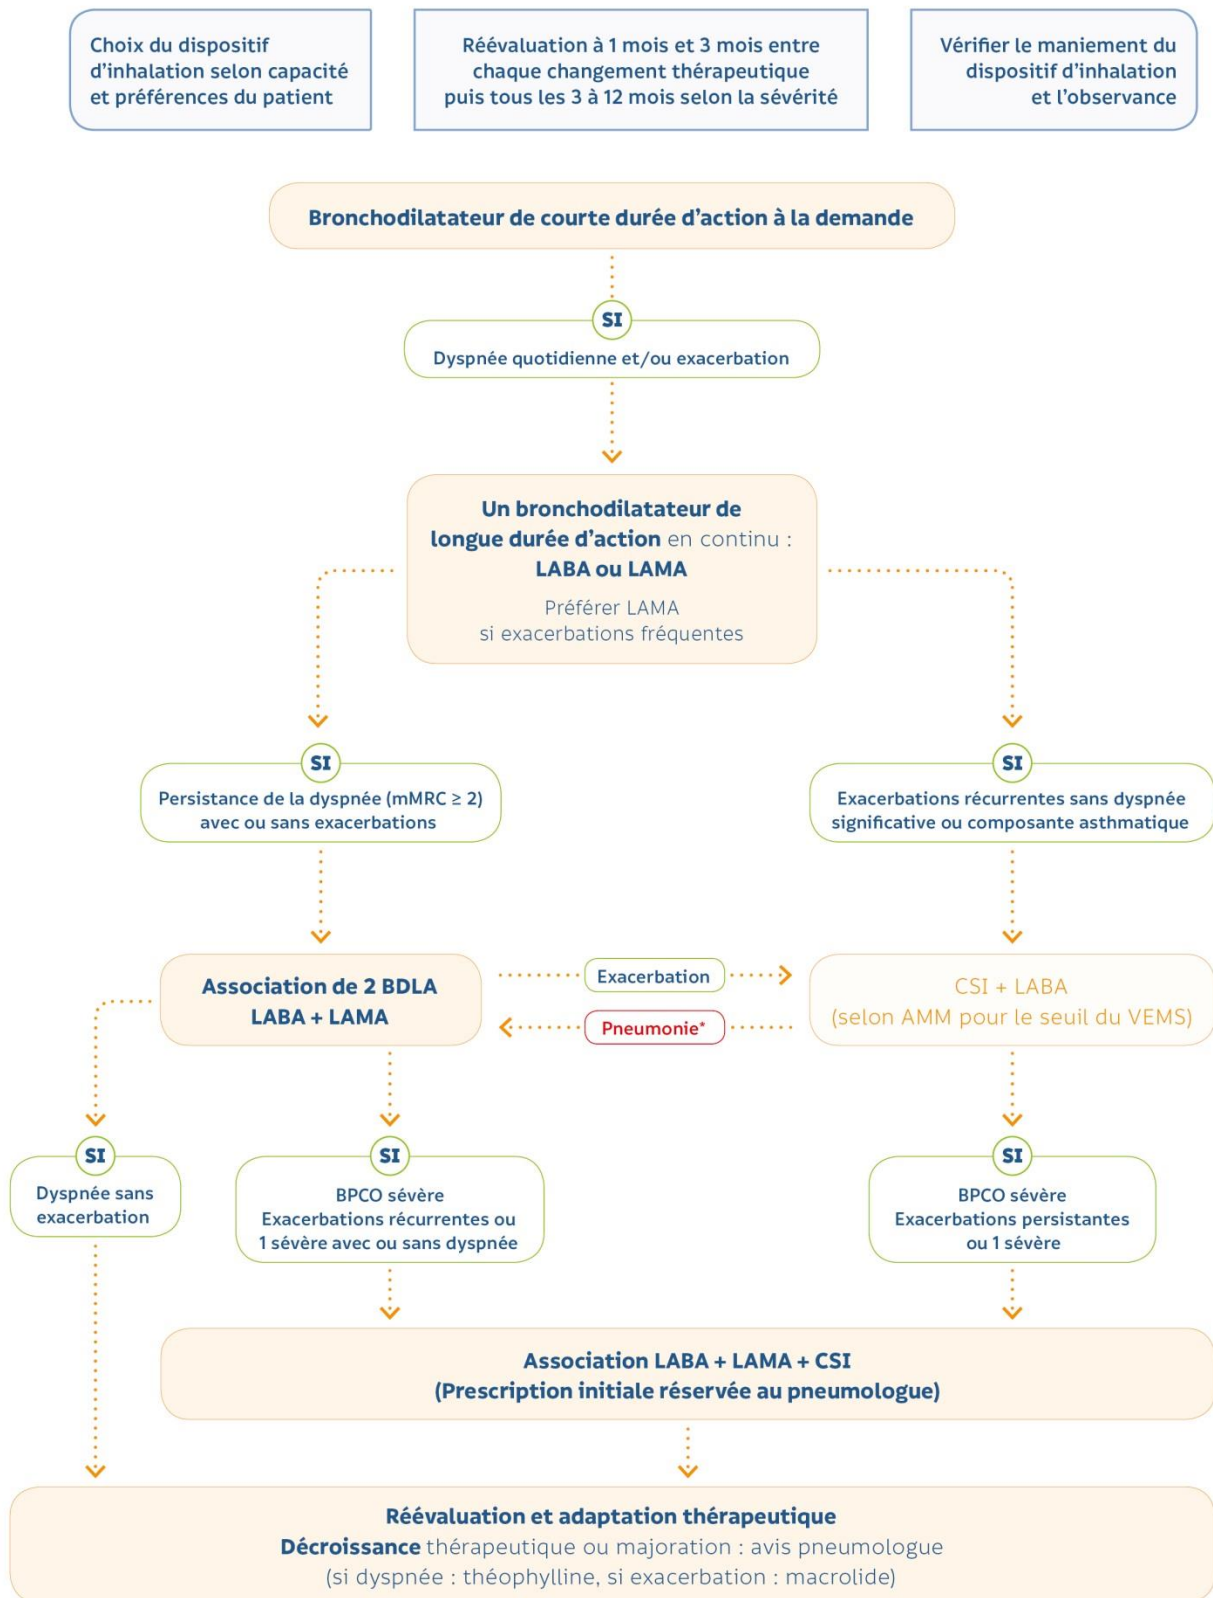 Choix du dispositif
d'inhalation selon capacité
et préférences du patient
Réévaluation à 1 mois et 3 mois entre
chaque changement thérapeutique
puis tous les 3 à 12 mois selon la sévérité
Vérifier le maniement du
dispositif d'inhalation
et l'observance
Bronchodilatateur de courte durée d'action à la demande
SI
Dyspnée quotidienne et/ou exacerbation
Un bronchodilatateur de
longue durée d'action en continu :
LABA ou LAMA
Préférer LAMA
si exacerbations fréquentes
SI
Persistance de la dyspnée (mMRC ≥ 2)
avec ou sans exacerbations
SI
Exacerbations récurrentes sans dyspnée
significative ou composante asthmatique
Association de 2 BDLA
LABA + LAMA
Exacerbation
Pneumonie*
CSI + LABA
(selon AMM pour le seuil du VEMS)
SI
Dyspnée sans
exacerbation
SI
BPCO sévère
Exacerbations récurrentes ou
1 sévère avec ou sans dyspnée
SI
BPCO sévère
Exacerbations persistantes
ou 1 sévère
Association LABA + LAMA + CSI
(Prescription initiale réservée au pneumologue)
Réévaluation et adaptation thérapeutique
Décroissance thérapeutique ou majoration : avis pneumologue
(si dyspnée : théophylline, si exacerbation : macrolide)